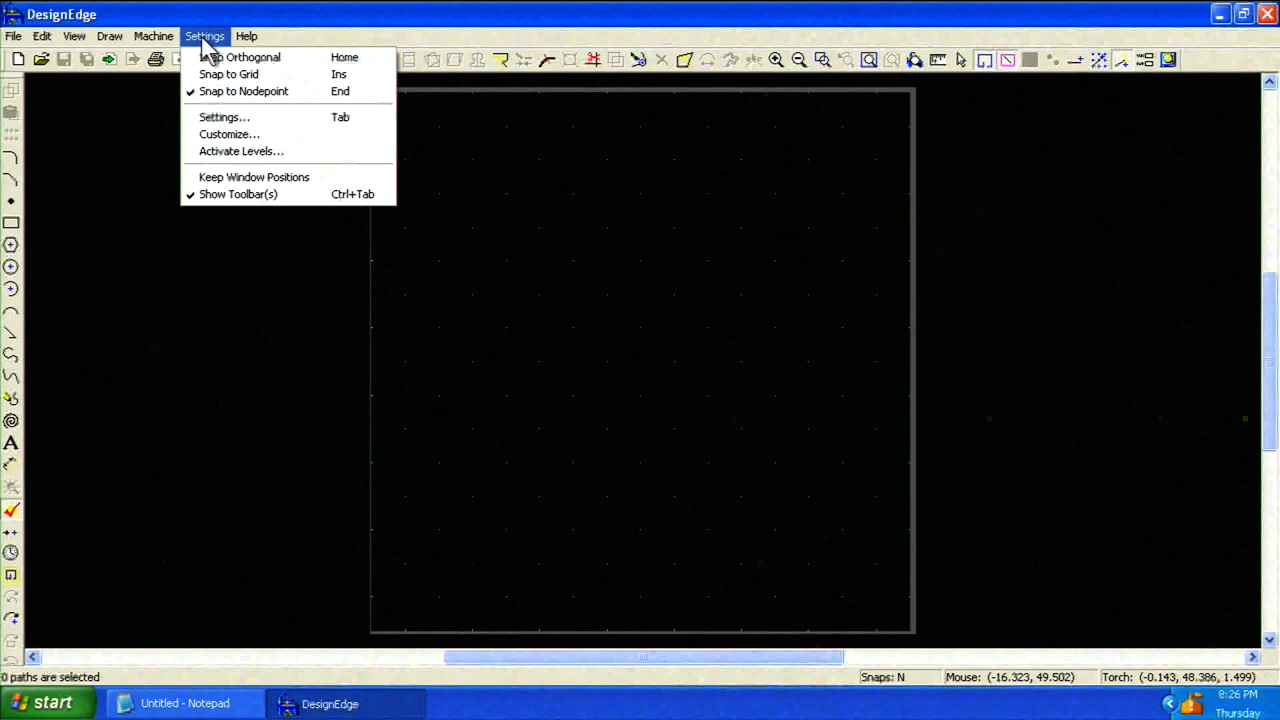 DesignEdge
File Edit View Draw Machine Settings Help
Orthogonal Home
Snap to Grid Ins
Snap to Nodepoint End
Settings... Tab
Customize...
Activate Levels...
Keep Window Positions
Show Toolbar(s) Ctrl+Tab
A
0 paths are selected
Snaps: N
Mouse: (-16.323, 49.502)
Torch: (-0.143, 48.386, 1.499)
start
Untitled - Notepad
DesignEdge
8:26 PM
Thursday